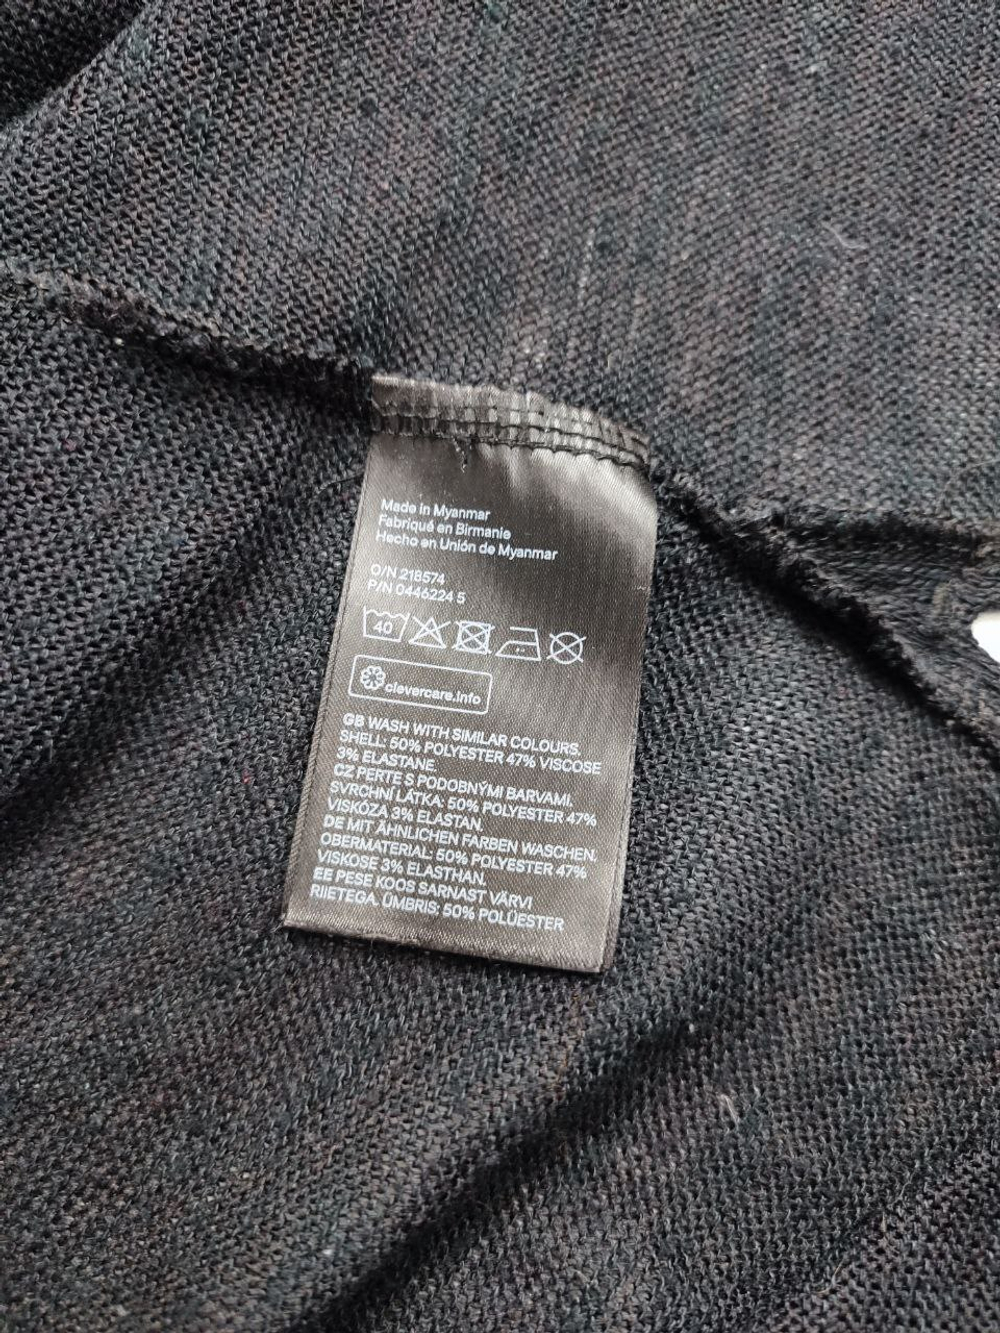 Made in Myanmar
Fabriqué en Birmanie
Hecho en Unión de Myanmar
O/N 218574
P/N 0446224 5
40
clevercare.info
GB WASH WITH SIMILAR COLOURS.
SHELL: 50% POLYESTER 47% VISCOSE
3% ELASTANE.
CZ PERTE S PODOBNÝMI BARVAMI.
SVRCHNÍ LÁTKA: 50% POLYESTER 47%
VISKÓZA 3% ELASTAN.
DE MIT ÄHNLICHEN FARBEN WASCHEN.
OBERMATERIAL: 50% POLYESTER 47%
VISKOSE 3% ELASTHAN.
EE PESE KOOS SARNAST VÄRVI
RIIETEGA. ÜMBRIS: 50% POLÜESTER